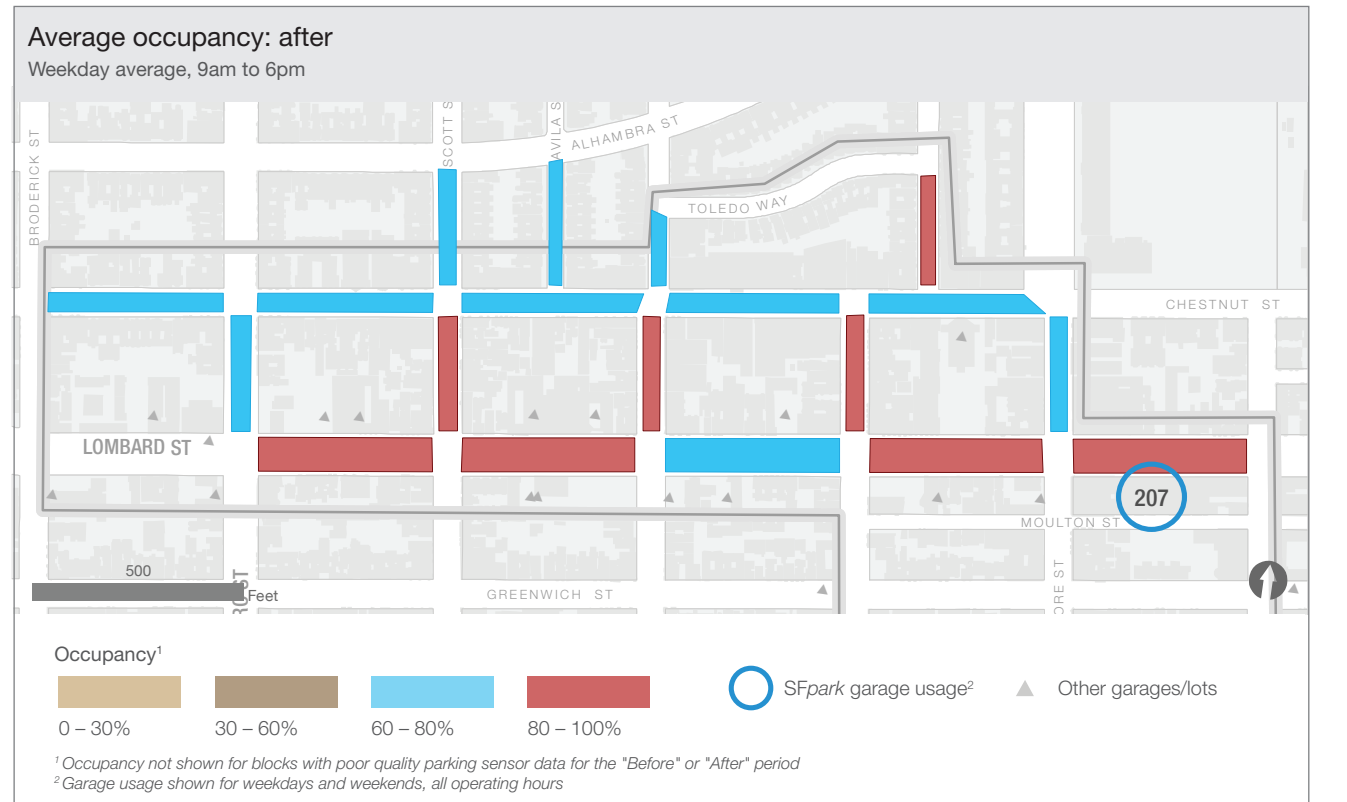 Average occupancy: after
Weekday average, 9am to 6pm
BRODERICK ST
SCOTT S
AVILA S
ALHAMBRA ST
TOLEDO WAY
CHESTNUT ST
LOMBARD ST
207
MOULTON ST
500
Feet
GREENWICH ST
ORE ST
Occupancy¹
0 – 30%
30 – 60%
60 – 80%
80 – 100%
SFpark garage usage²
Other garages/lots
¹ Occupancy not shown for blocks with poor quality parking sensor data for the "Before" or "After" period
² Garage usage shown for weekdays and weekends, all operating hours